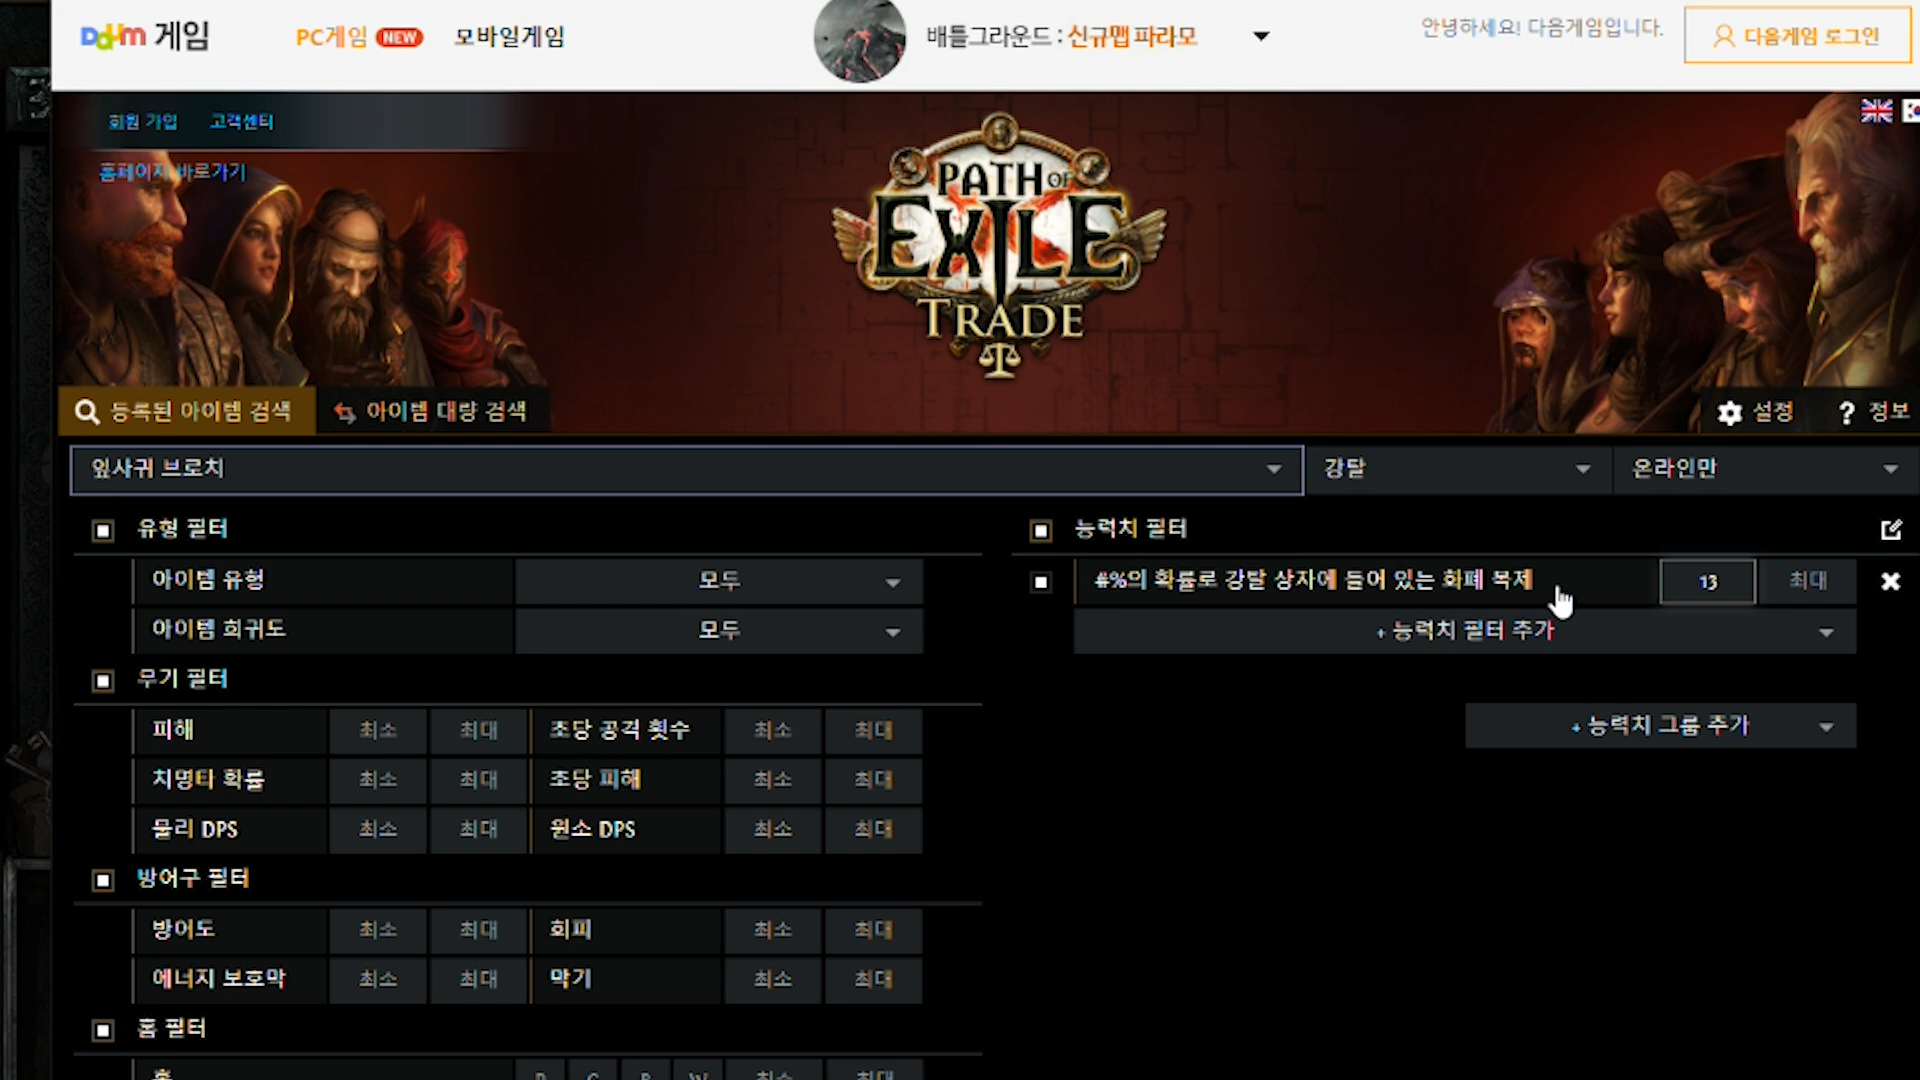 Daum 게임
PC게임 NEW 모바일게임
배틀그라운드 : 신규맵 파라모
안녕하세요! 다음게임입니다.
다음게임 로그인
회원 가입 고객센터
홈페이지 바로가기
PATH OF
EXILE
TRADE
등록된 아이템 검색 아이템 대량 검색
설정 ? 정보
잎사귀 브로치 강탈 온라인만
유형 필터
아이템 유형 모두
아이템 희귀도 모두
무기 필터
피해 최소 최대 초당 공격 횟수 최소 최대
치명타 확률 최소 최대 초당 피해 최소 최대
물리 DPS 최소 최대 원소 DPS 최소 최대
방어구 필터
방어도 최소 최대 회피 최소 최대
에너지 보호막 최소 최대 막기 최소 최대
홈 필터
홈 R G B W 최소 최대
능력치 필터
#%의 확률로 강탈 상자에 들어 있는 화폐 복제 13 최대
+ 능력치 필터 추가
+ 능력치 그룹 추가